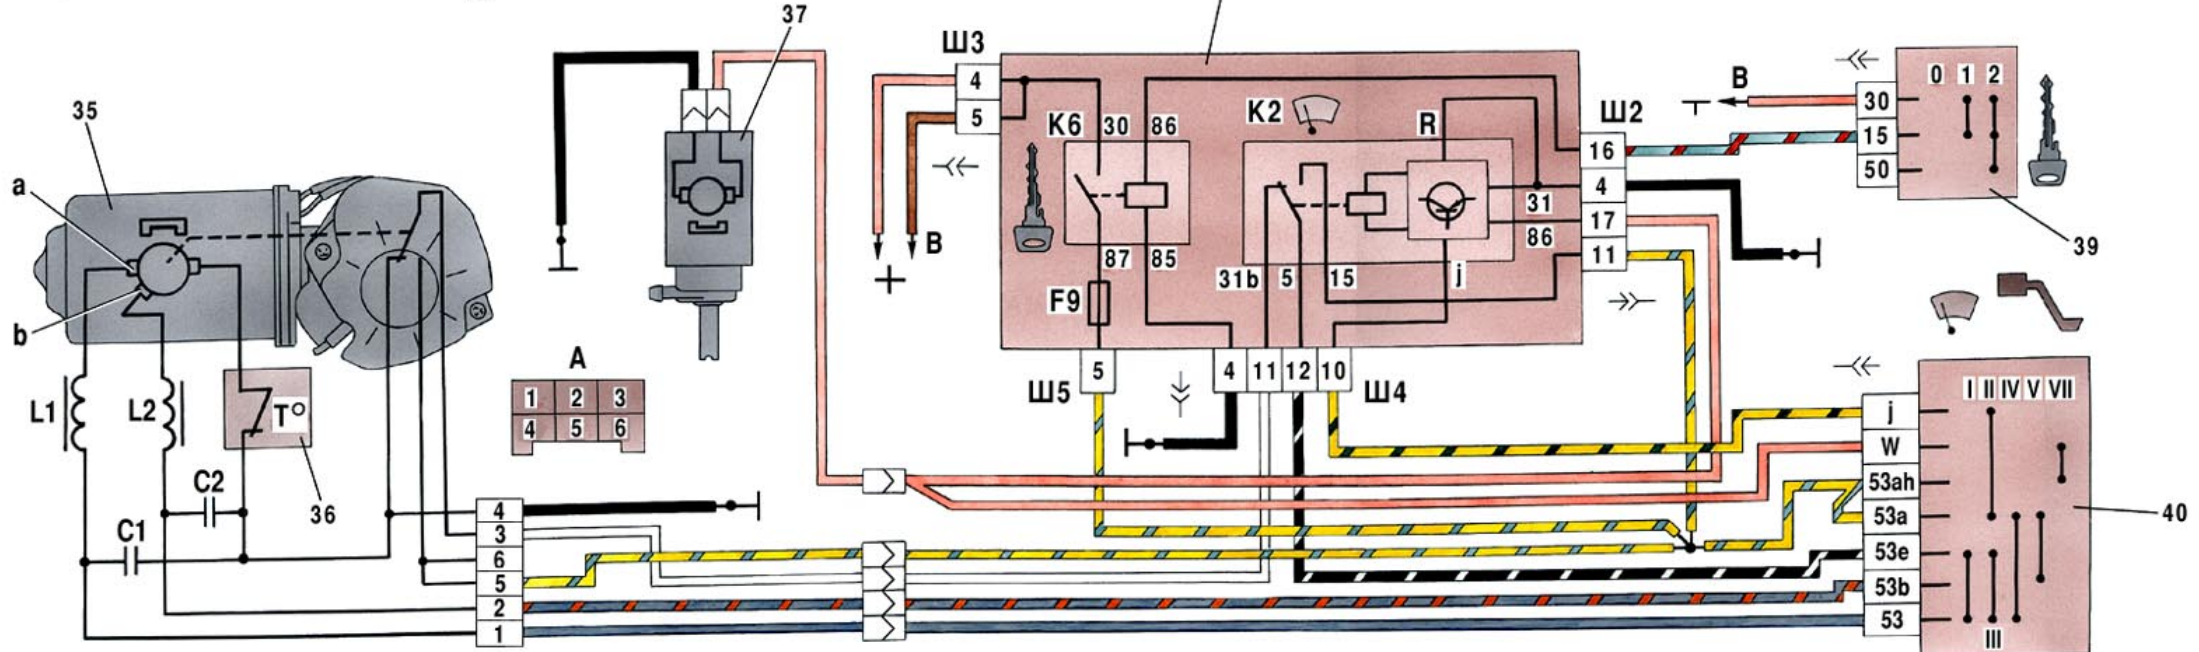 37
Ш3
4
5
B
+
K6
30
86
K2
R
Ш2
16
4
31
17
86
11
87
85
31b
5
15
j
F9
B
30
15
50
0 1 2
39
35
a
b
L1
L2
T°
36
C2
C1
A
1 2 3
4 5 6
Ш5
5
4 11 12 10
Ш4
4
3
6
5
2
1
I II IV V VII
j
W
53ah
53a
53e
53b
53
III
40